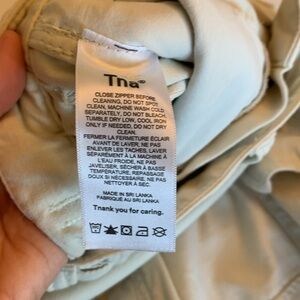 Tna®
CLOSE ZIPPER BEFORE
CLEANING, DO NOT SPOT
CLEAN, MACHINE WASH COLD
SEPARATELY, DO NOT BLEACH,
TUMBLE DRY LOW, COOL IRON
ONLY IF NEEDED, DO NOT DRY
CLEAN.
FERMER LA FERMETURE ÉCLAIR
AVANT DE LAVER, NE PAS
ENLEVER LES TACHES, LAVER
SÉPARÉMENT À LA MACHINE À
L'EAU FROIDE, NE PAS
JAVÉLISER, SÉCHER À CYCLE
DÉLICAT, REPASSAGE
DOUX SI NÉCESSAIRE, NE PAS
NETTOYER À SEC.
MADE IN SRI LANKA
FABRIQUÉ AU SRI LANKA
Thank you for caring.